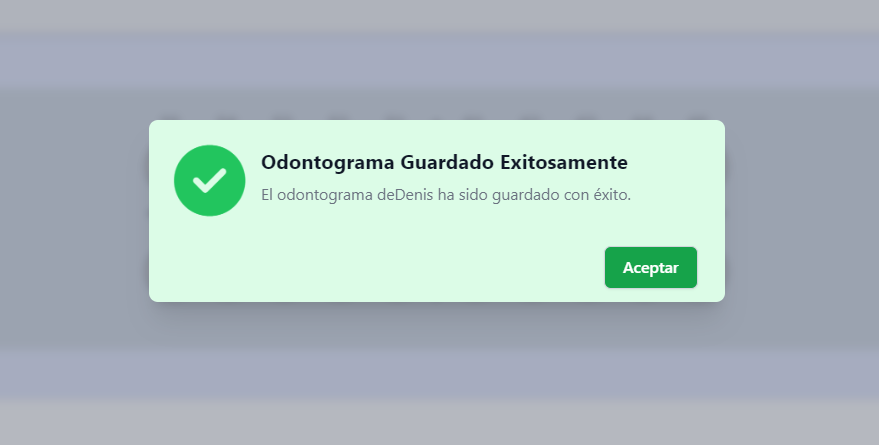 Odontograma Guardado Exitosamente
El odontograma deDenis ha sido guardado con éxito.
Aceptar